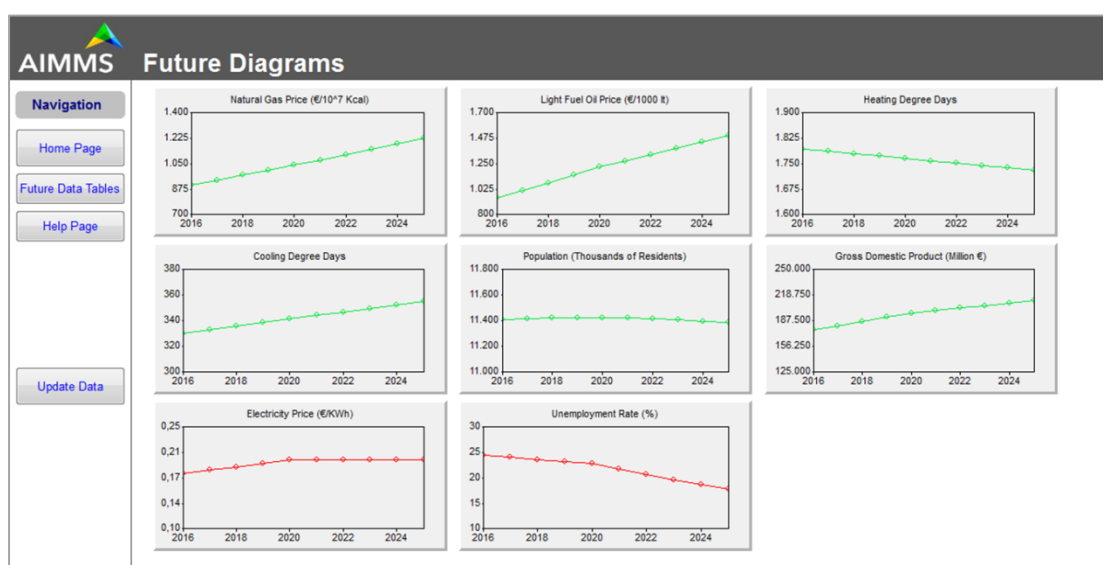 AIMMS
Future Diagrams
Navigation
Home Page
Future Data Tables
Help Page
Update Data
Natural Gas Price (€/10^7 Kcal)
1.400
1.225
1.050
875
700
2016 2018 2020 2022 2024
Light Fuel Oil Price (€/1000 lt)
1.700
1.475
1.250
1.025
800
2016 2018 2020 2022 2024
Heating Degree Days
1.900
1.825
1.750
1.675
1.600
2016 2018 2020 2022 2024
Cooling Degree Days
380
360
340
320
300
2016 2018 2020 2022 2024
Population (Thousands of Residents)
11.800
11.600
11.400
11.200
11.000
2016 2018 2020 2022 2024
Gross Domestic Product (Million €)
250.000
218.750
187.500
156.250
125.000
2016 2018 2020 2022 2024
Electricity Price (€/KWh)
0,25
0,21
0,17
0,14
0,10
2016 2018 2020 2022 2024
Unemployment Rate (%)
30
25
20
15
10
2016 2018 2020 2022 2024